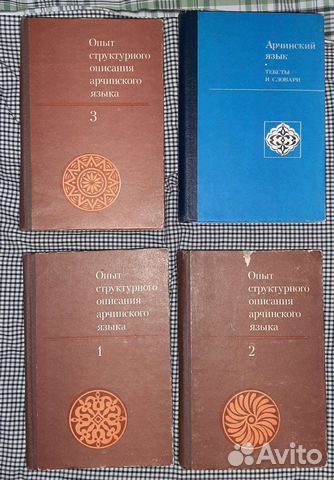 Опыт
структурного
описания
арчинского
языка
3
Арчинский
язык
ТЕКСТЫ
И СЛОВАРИ
Опыт
структурного
описания
арчинского
языка
1
Опыт
структурного
описания
арчинского
языка
2
Avito